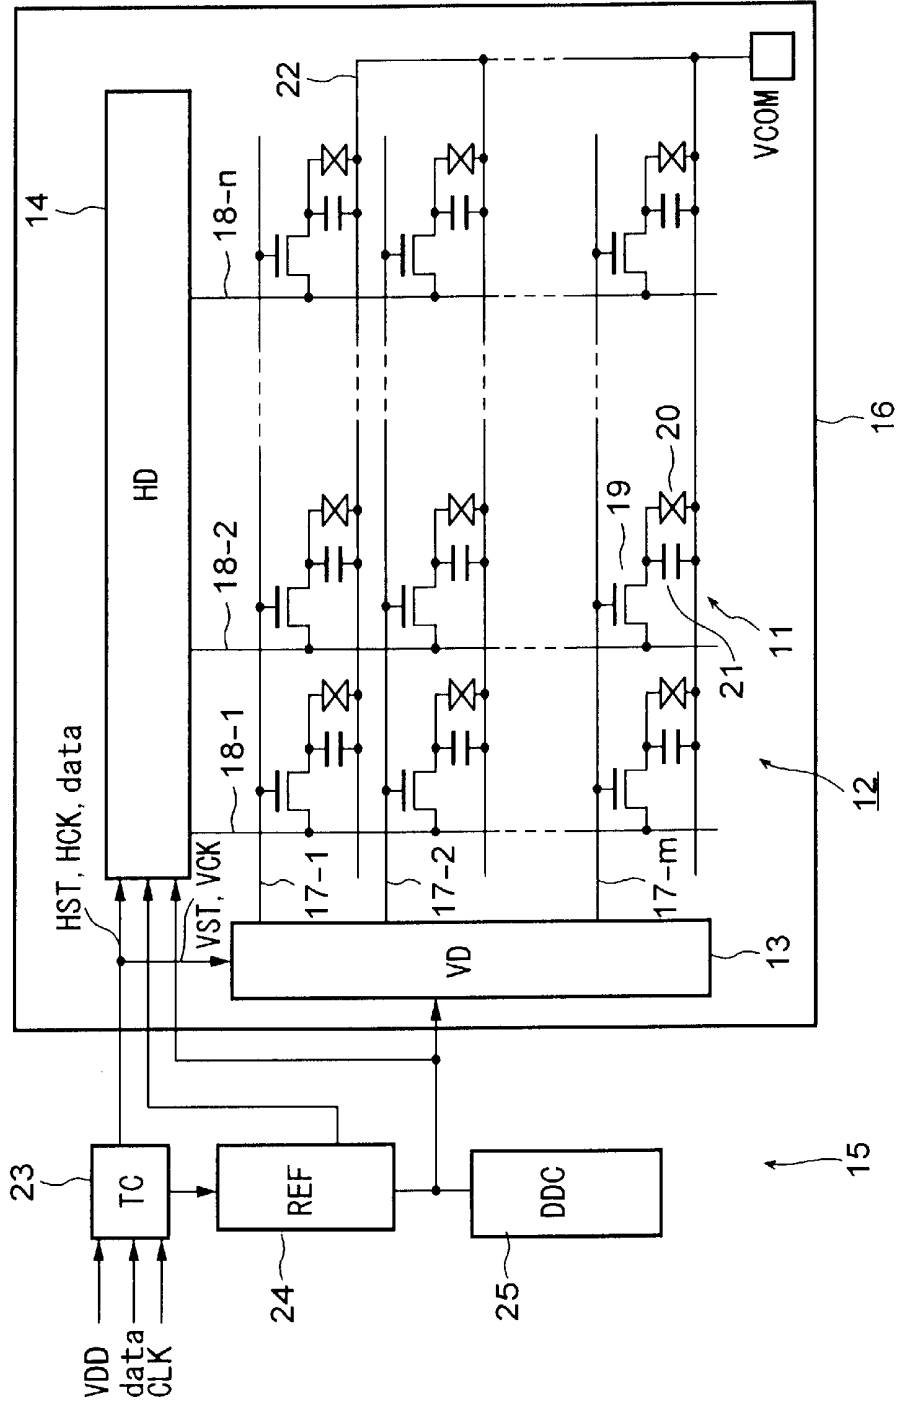 VDD
data
CLK
23
TC
24
REF
25
DDC
15
HST, HCK, data
VST, VCK
14
HD
13
VD
17-1
17-2
17-m
18-1
18-2
18-n
19
20
21
11
12
22
VCOM
16